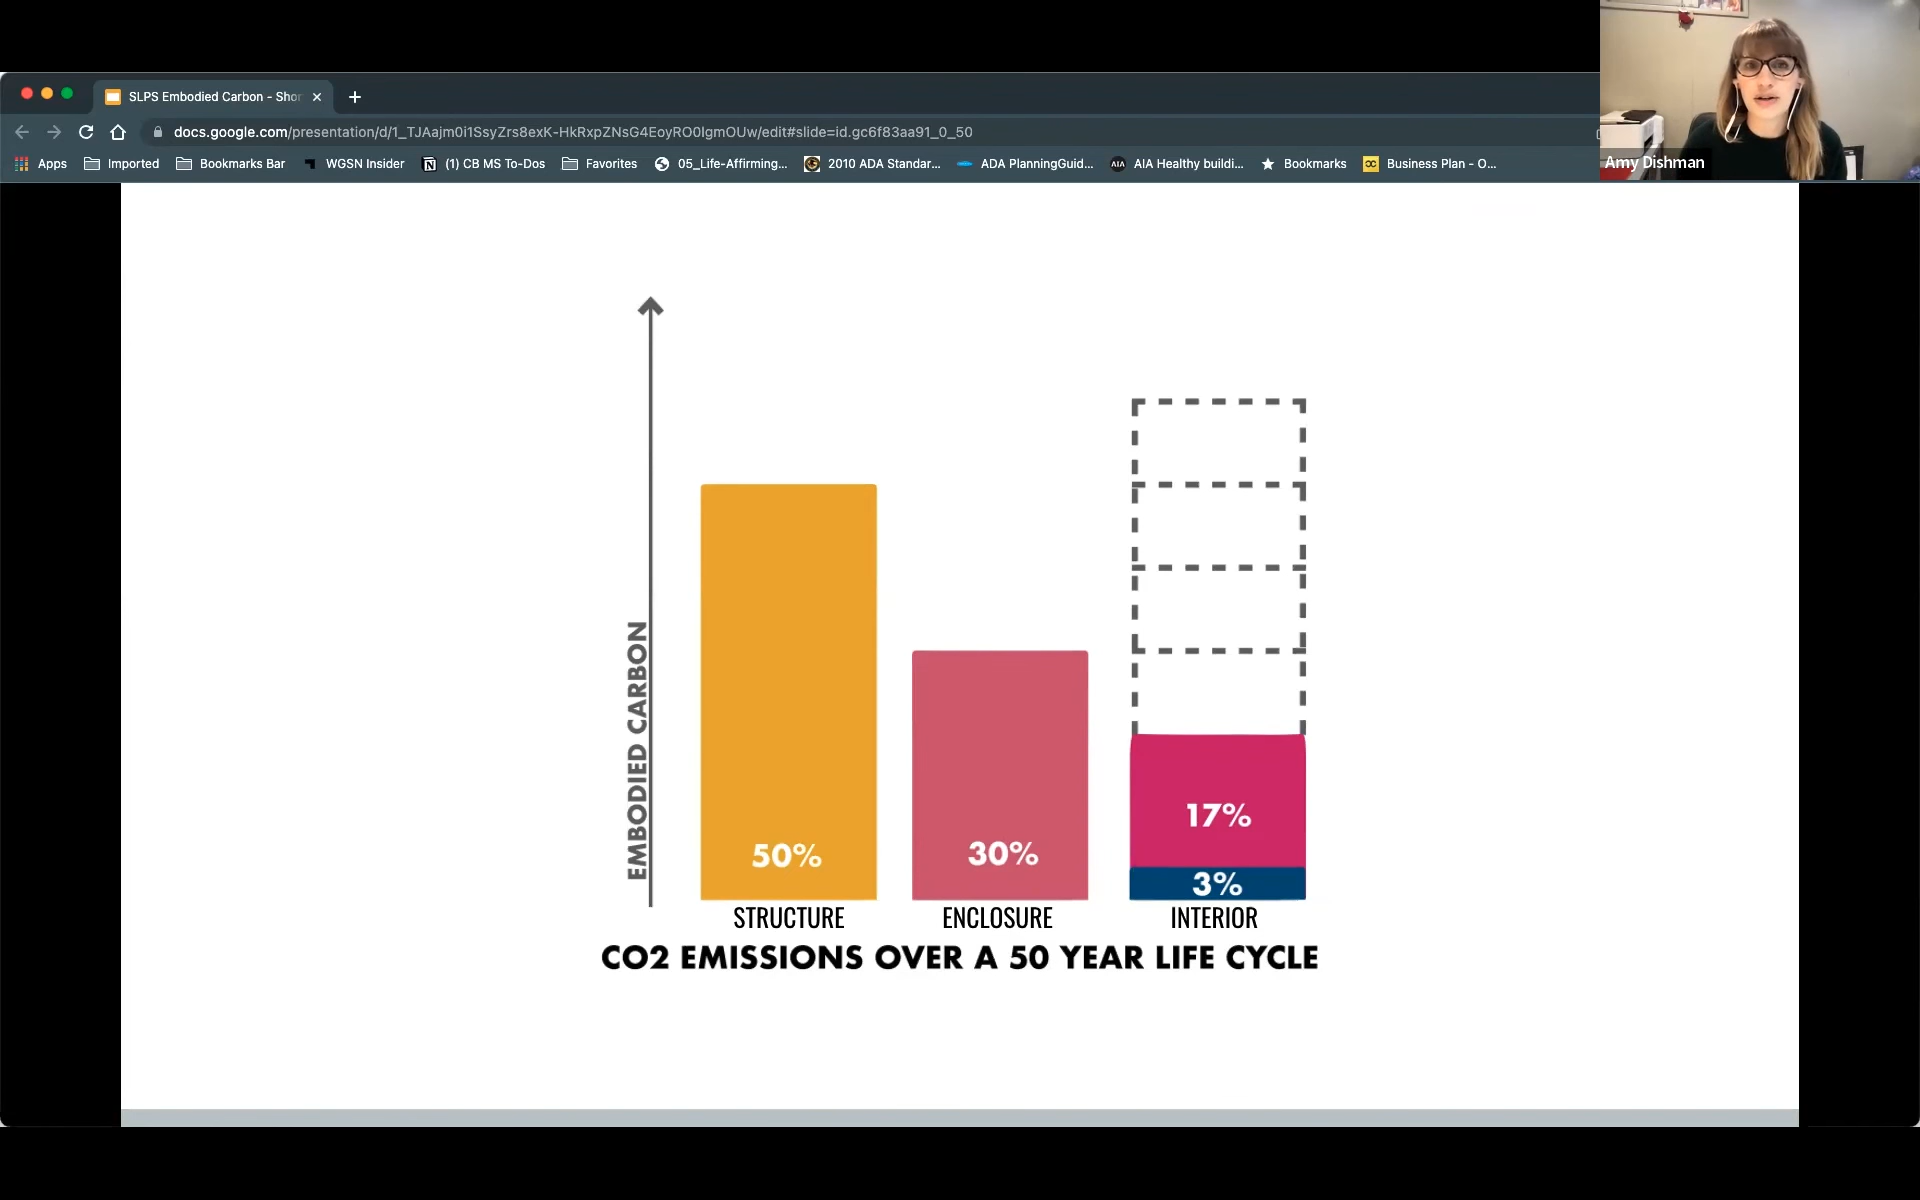 SLPS Embodied Carbon - Shor
docs.google.com/presentation/d/1_TJAajm0i1SsyZrs8exK-HkRxpZNsG4EoyRO0IgmOUw/edit#slide=id.gc6f83aa91_0_50
Apps Imported Bookmarks Bar WGSN Insider (1) CB MS To-Dos Favorites 05_Life-Affirming... 2010 ADA Standar... ADA PlanningGuid... AIA AIA Healthy buildi... Bookmarks Business Plan - O...
Amy Dishman
EMBODIED CARBON
50%
30%
17%
3%
STRUCTURE
ENCLOSURE
INTERIOR
CO2 EMISSIONS OVER A 50 YEAR LIFE CYCLE